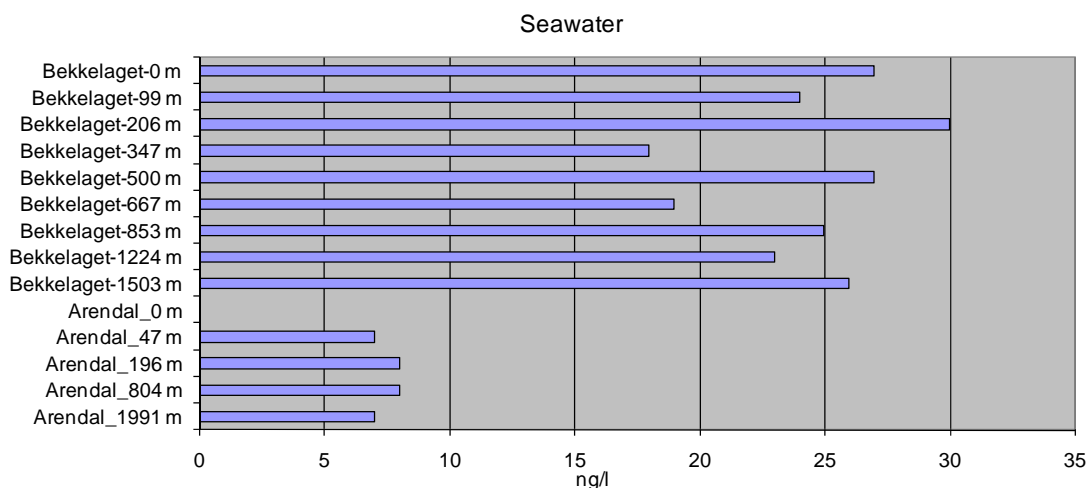 Seawater
Bekkelaget-0 m
Bekkelaget-99 m
Bekkelaget-206 m
Bekkelaget-347 m
Bekkelaget-500 m
Bekkelaget-667 m
Bekkelaget-853 m
Bekkelaget-1224 m
Bekkelaget-1503 m
Arendal_0 m
Arendal_47 m
Arendal_196 m
Arendal_804 m
Arendal_1991 m
0 5 10 15 20 25 30 35
ng/l